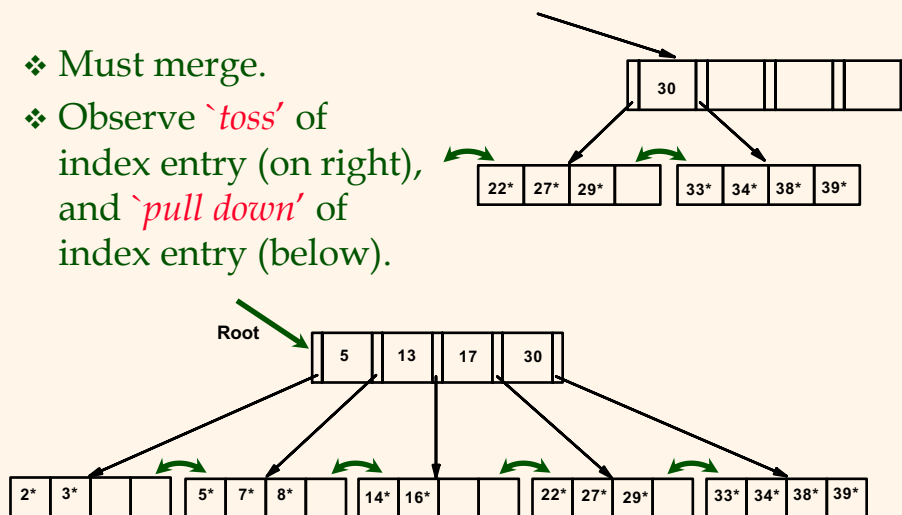 ❖ Must merge.
❖ Observe `toss' of
index entry (on right),
and `pull down' of
index entry (below).
30
22* 27* 29* 33* 34* 38* 39*
Root
5 13 17 30
2* 3* 5* 7* 8* 14* 16* 22* 27* 29* 33* 34* 38* 39*